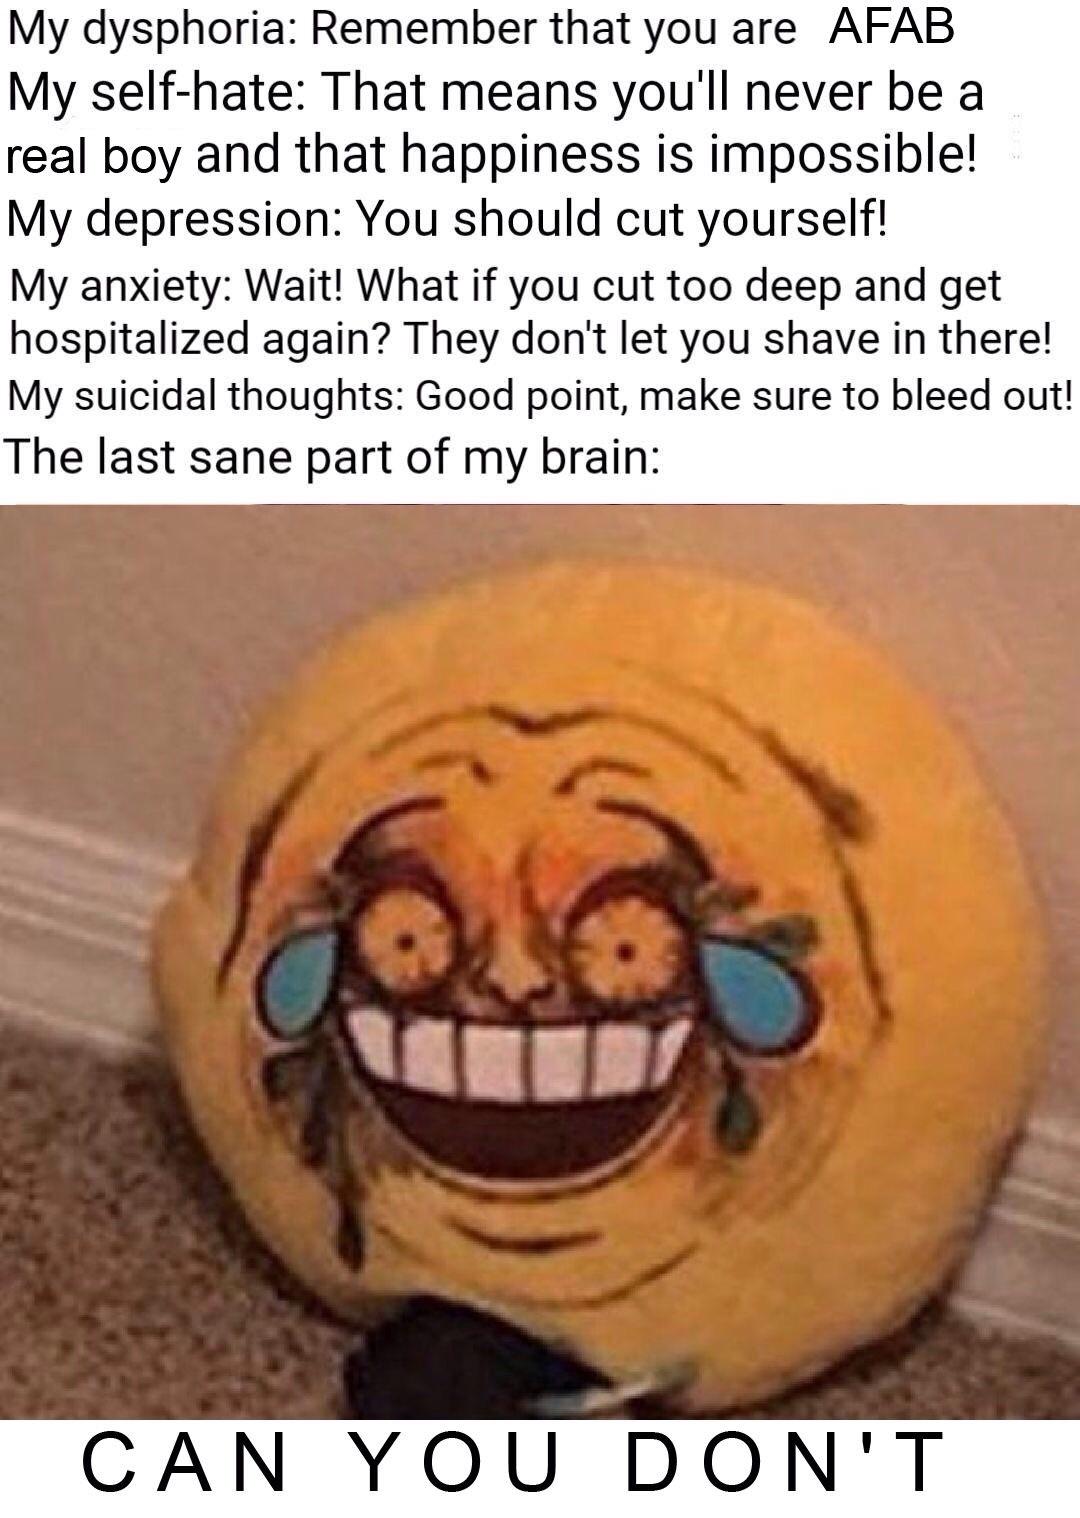 My dysphoria: Remember that you are AFAB
My self-hate: That means you'll never be a
real boy and that happiness is impossible!
My depression: You should cut yourself!
My anxiety: Wait! What if you cut too deep and get
hospitalized again? They don't let you shave in there!
My suicidal thoughts: Good point, make sure to bleed out!
The last sane part of my brain:
CAN YOU DON'T